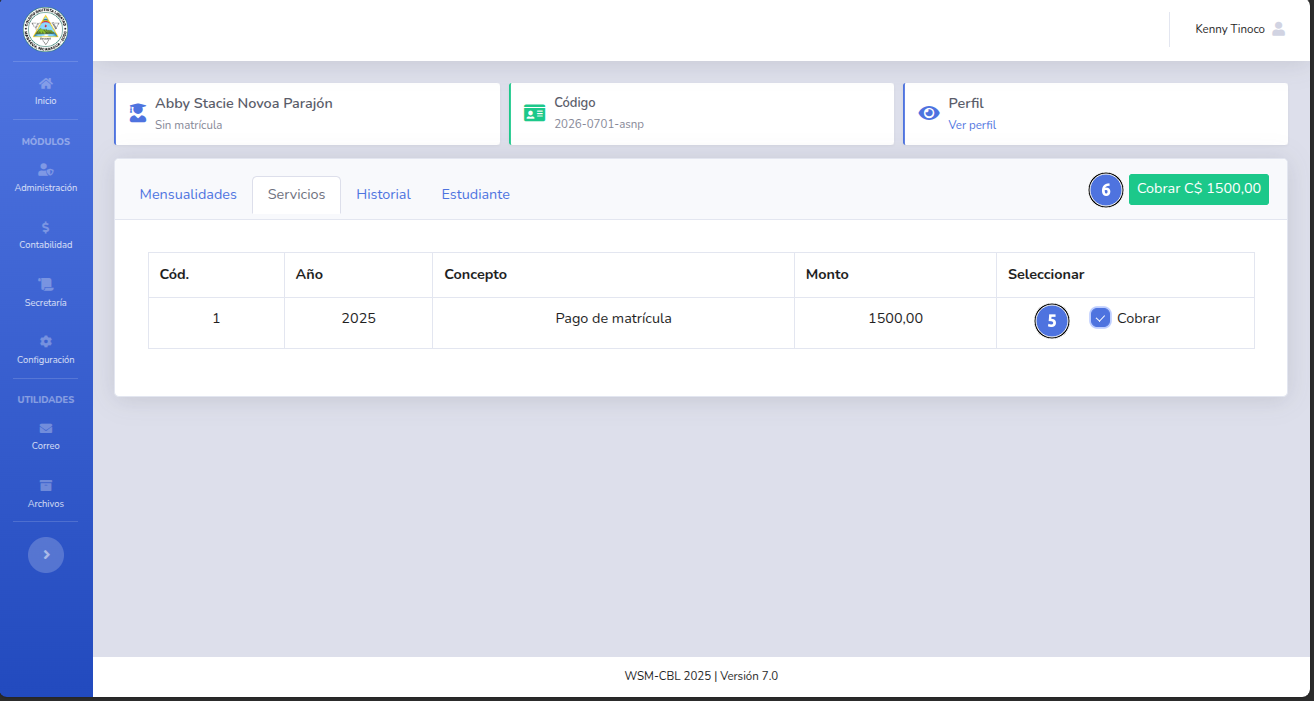 Kenny Tinoco
Inicio
MÓDULOS
Administración
Contabilidad
Secretaría
Configuración
UTILIDADES
Correo
Archivos
Abby Stacie Novoa Parajón
Sin matrícula
Código
2026-0701-asnp
Perfil
Ver perfil
Mensualidades Servicios Historial Estudiante 6 Cobrar C$ 1500,00
Cód. Año Concepto Monto Seleccionar
1 2025 Pago de matrícula 1500,00 5 Cobrar
WSM-CBL 2025 | Versión 7.0